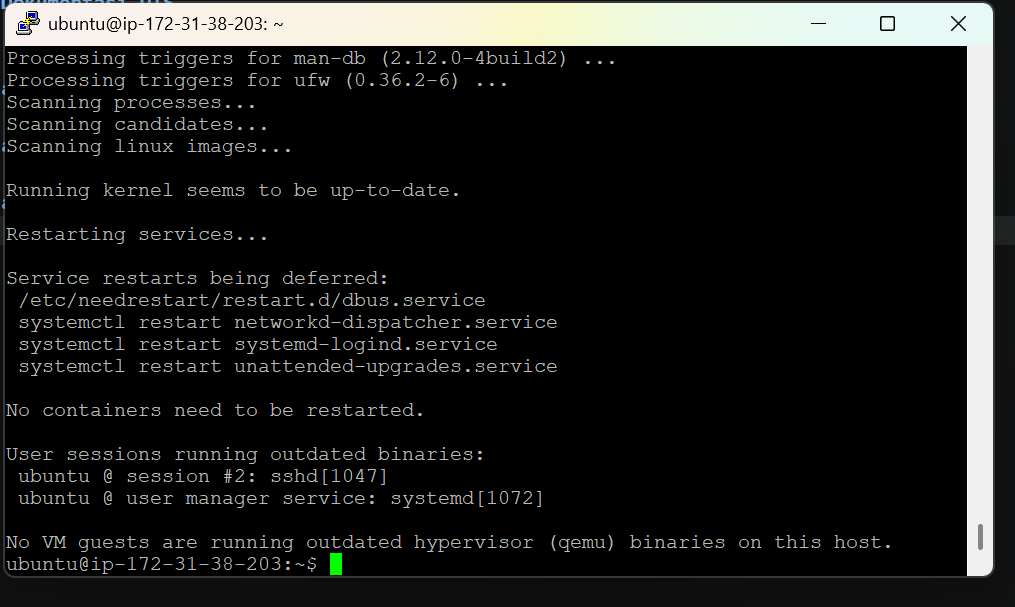 ubuntu@ip-172-31-38-203: ~
Processing triggers for man-db (2.12.0-4build2) ...
Processing triggers for ufw (0.36.2-6) ...
Scanning processes...
Scanning candidates...
Scanning linux images...
Running kernel seems to be up-to-date.
Restarting services...
Service restarts being deferred:
/etc/needrestart/restart.d/dbus.service
systemctl restart networkd-dispatcher.service
systemctl restart systemd-logind.service
systemctl restart unattended-upgrades.service
No containers need to be restarted.
User sessions running outdated binaries:
ubuntu @ session #2: sshd[1047]
ubuntu @ user manager service: systemd[1072]
No VM guests are running outdated hypervisor (qemu) binaries on this host.
ubuntu@ip-172-31-38-203:~$